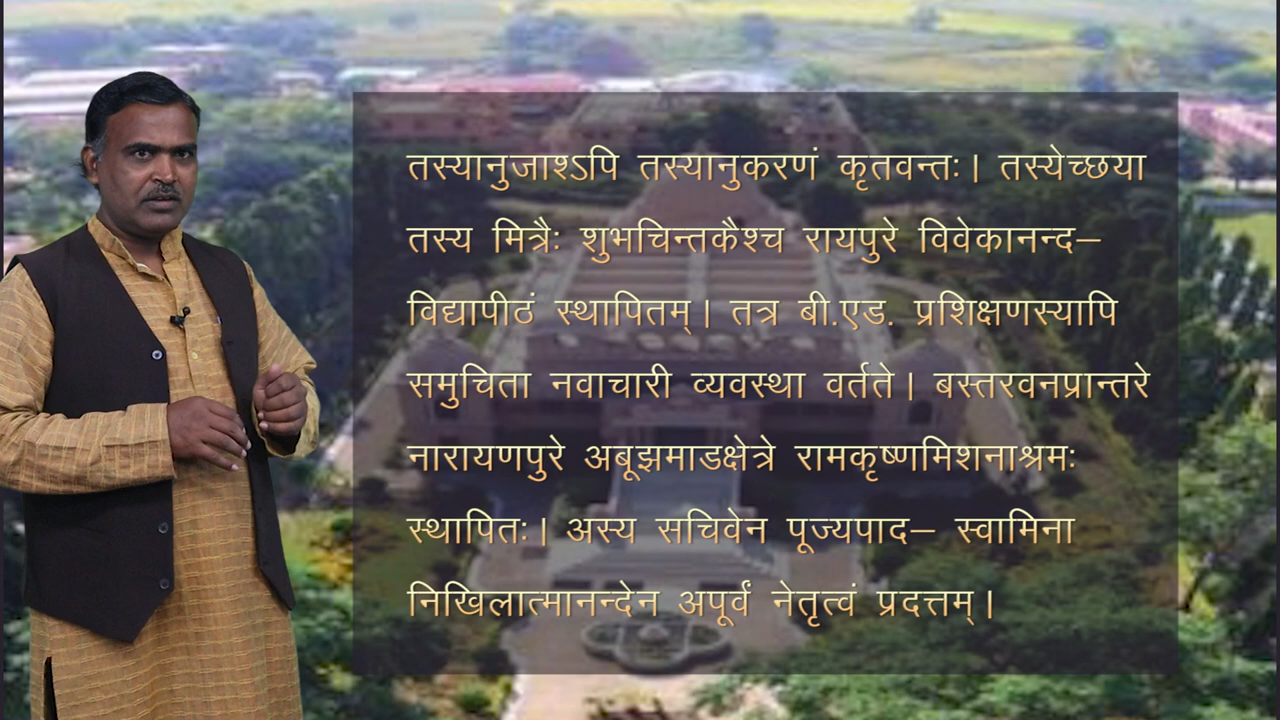 तस्यानुजाश्ऽपि तस्यानुकरणं कृतवन्तः। तस्येच्छया
तस्य मित्रैः शुभचिन्तकैश्च रायपुरे विवेकानन्द–
विद्यापीठं स्थापितम्। तत्र बी.एड. प्रशिक्षणस्यापि
समुचिता नवाचारी व्यवस्था वर्तते। बस्तरवनप्रान्तरे
नारायणपुरे अबूझमाडक्षेत्रे रामकृष्णमिशनाश्रमः
स्थापितः। अस्य सचिवेन पूज्यपाद– स्वामिना
निखिलात्मानन्देन अपूर्वं नेतृत्वं प्रदत्तम्।